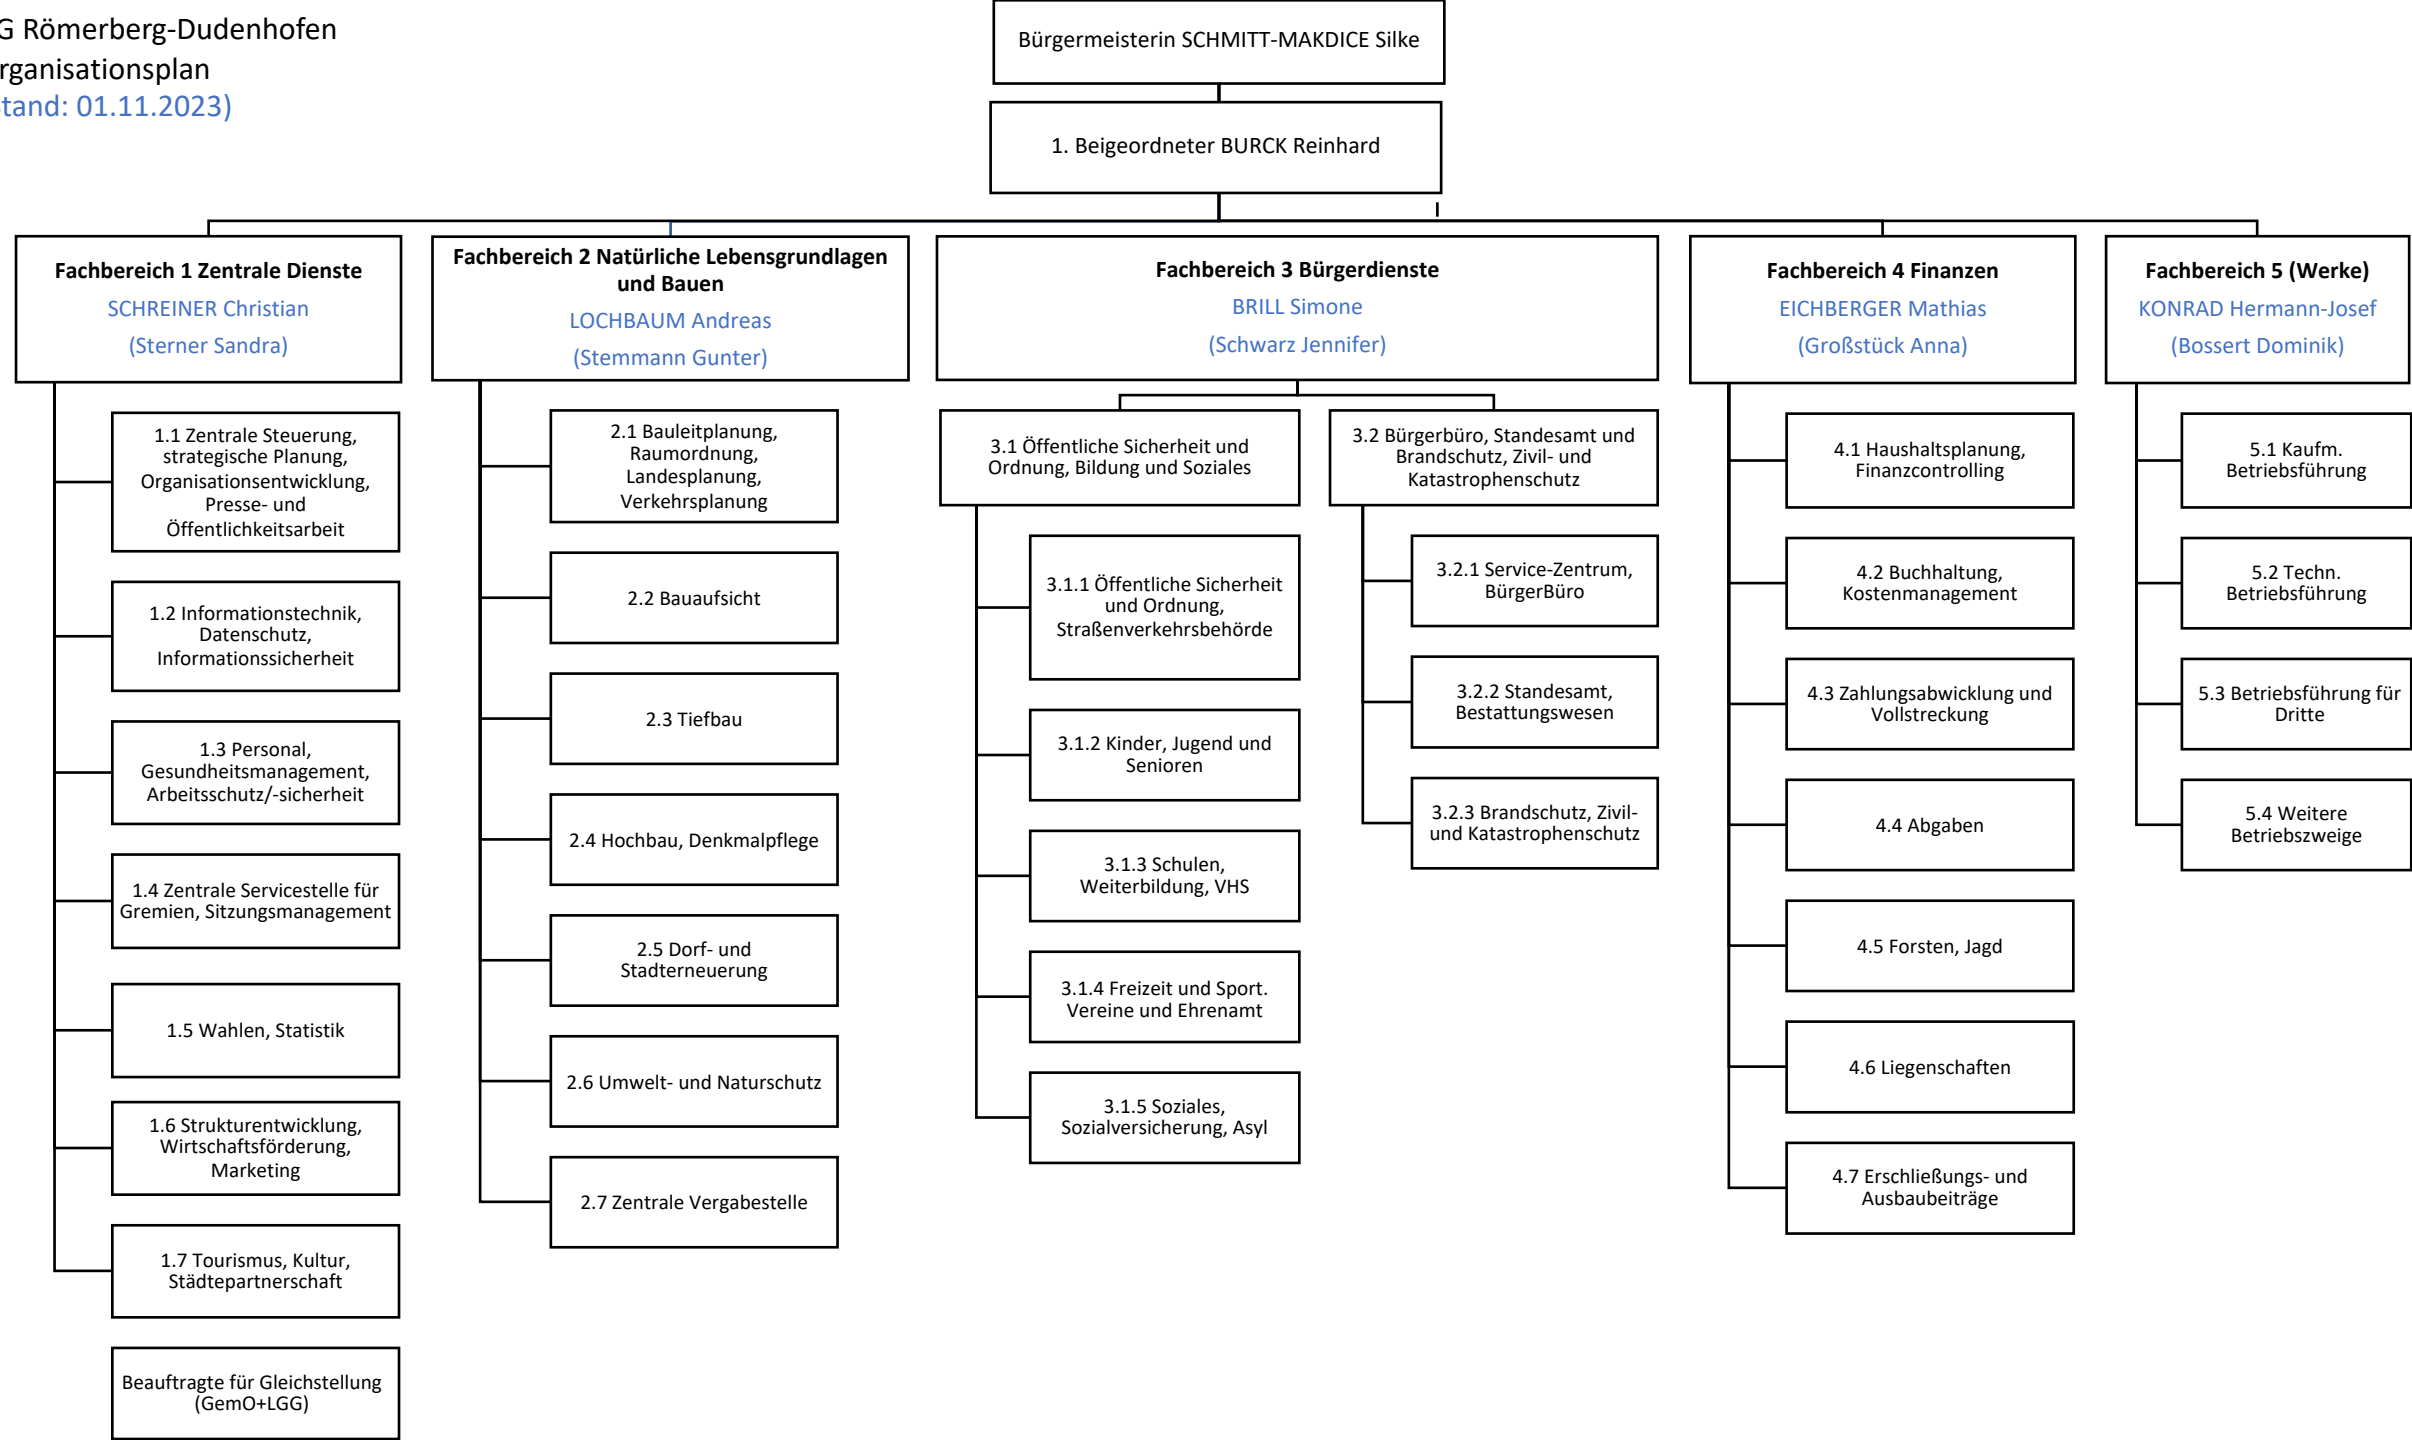 G Römerberg-Dudenhofen
rganisationsplan
tand: 01.11.2023)
Bürgermeisterin SCHMITT-MAKDICE Silke
1. Beigeordneter BURCK Reinhard
Fachbereich 1 Zentrale Dienste
SCHREINER Christian
(Sterner Sandra)
1.1 Zentrale Steuerung,
strategische Planung,
Organisationsentwicklung,
Presse- und
Öffentlichkeitsarbeit
1.2 Informationstechnik,
Datenschutz,
Informationssicherheit
1.3 Personal,
Gesundheitsmanagement,
Arbeitsschutz/-sicherheit
1.4 Zentrale Servicestelle für
Gremien, Sitzungsmanagement
1.5 Wahlen, Statistik
1.6 Strukturentwicklung,
Wirtschaftsförderung,
Marketing
1.7 Tourismus, Kultur,
Städtepartnerschaft
Beauftragte für Gleichstellung
(GemO+LGG)
Fachbereich 2 Natürliche Lebensgrundlagen
und Bauen
LOCHBAUM Andreas
(Stemmann Gunter)
2.1 Bauleitplanung,
Raumordnung,
Landesplanung,
Verkehrsplanung
2.2 Bauaufsicht
2.3 Tiefbau
2.4 Hochbau, Denkmalpflege
2.5 Dorf- und
Stadterneuerung
2.6 Umwelt- und Naturschutz
2.7 Zentrale Vergabestelle
Fachbereich 3 Bürgerdienste
BRILL Simone
(Schwarz Jennifer)
3.1 Öffentliche Sicherheit und
Ordnung, Bildung und Soziales
3.1.1 Öffentliche Sicherheit
und Ordnung,
Straßenverkehrsbehörde
3.1.2 Kinder, Jugend und
Senioren
3.1.3 Schulen,
Weiterbildung, VHS
3.1.4 Freizeit und Sport.
Vereine und Ehrenamt
3.1.5 Soziales,
Sozialversicherung, Asyl
3.2 Bürgerbüro, Standesamt und
Brandschutz, Zivil- und
Katastrophenschutz
3.2.1 Service-Zentrum,
BürgerBüro
3.2.2 Standesamt,
Bestattungswesen
3.2.3 Brandschutz, Zivil-
und Katastrophenschutz
Fachbereich 4 Finanzen
EICHBERGER Mathias
(Großstück Anna)
4.1 Haushaltsplanung,
Finanzcontrolling
4.2 Buchhaltung,
Kostenmanagement
4.3 Zahlungsabwicklung und
Vollstreckung
4.4 Abgaben
4.5 Forsten, Jagd
4.6 Liegenschaften
4.7 Erschließungs- und
Ausbaubeiträge
Fachbereich 5 (Werke)
KONRAD Hermann-Josef
(Bossert Dominik)
5.1 Kaufm.
Betriebsführung
5.2 Techn.
Betriebsführung
5.3 Betriebsführung für
Dritte
5.4 Weitere
Betriebszweige